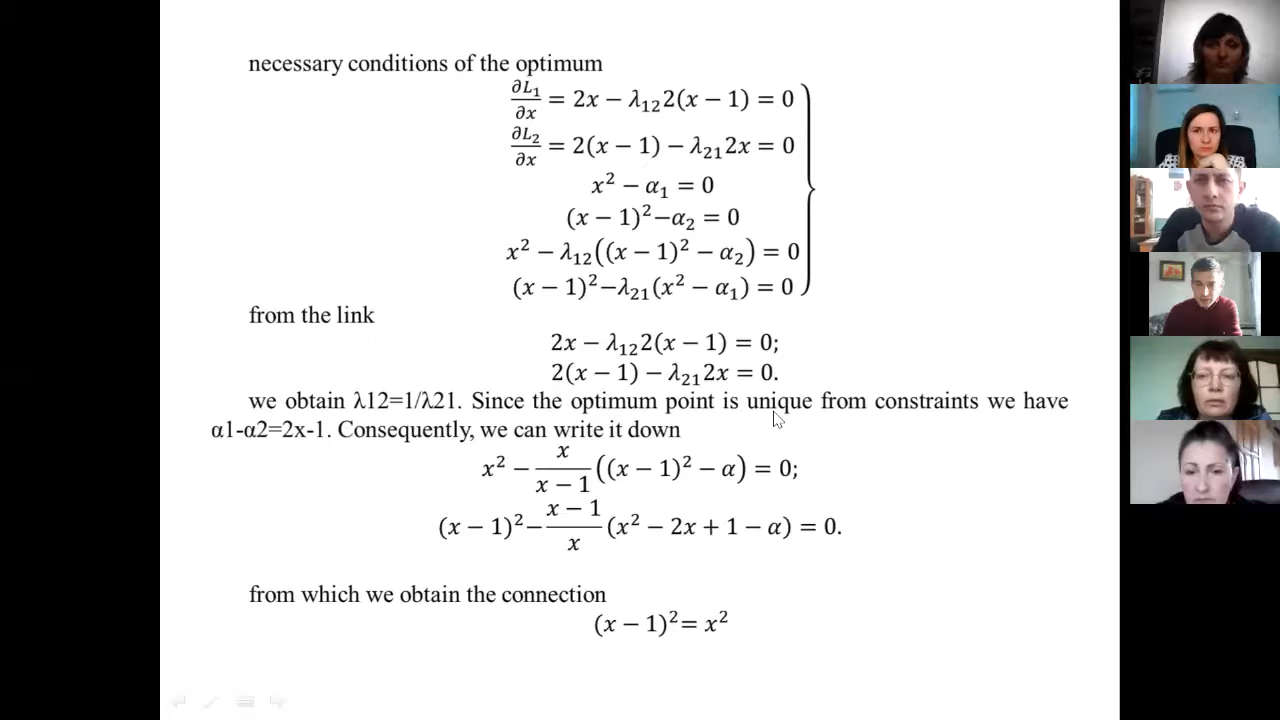 necessary conditions of the optimum
∂L₁/∂x = 2x − λ₁₂2(x − 1) = 0
∂L₂/∂x = 2(x − 1) − λ₂₁2x = 0
x² − α₁ = 0
(x − 1)²−α₂ = 0
x² − λ₁₂((x − 1)² − α₂) = 0
(x − 1)²−λ₂₁(x² − α₁) = 0
from the link
2x − λ₁₂2(x − 1) = 0;
2(x − 1) − λ₂₁2x = 0.
we obtain λ12=1/λ21. Since the optimum point is unique from constraints we have
α1-α2=2x-1. Consequently, we can write it down
x² − x/(x − 1) ((x − 1)² − α) = 0;
(x − 1)²− (x − 1)/x (x² − 2x + 1 − α) = 0.
from which we obtain the connection
(x − 1)²= x²